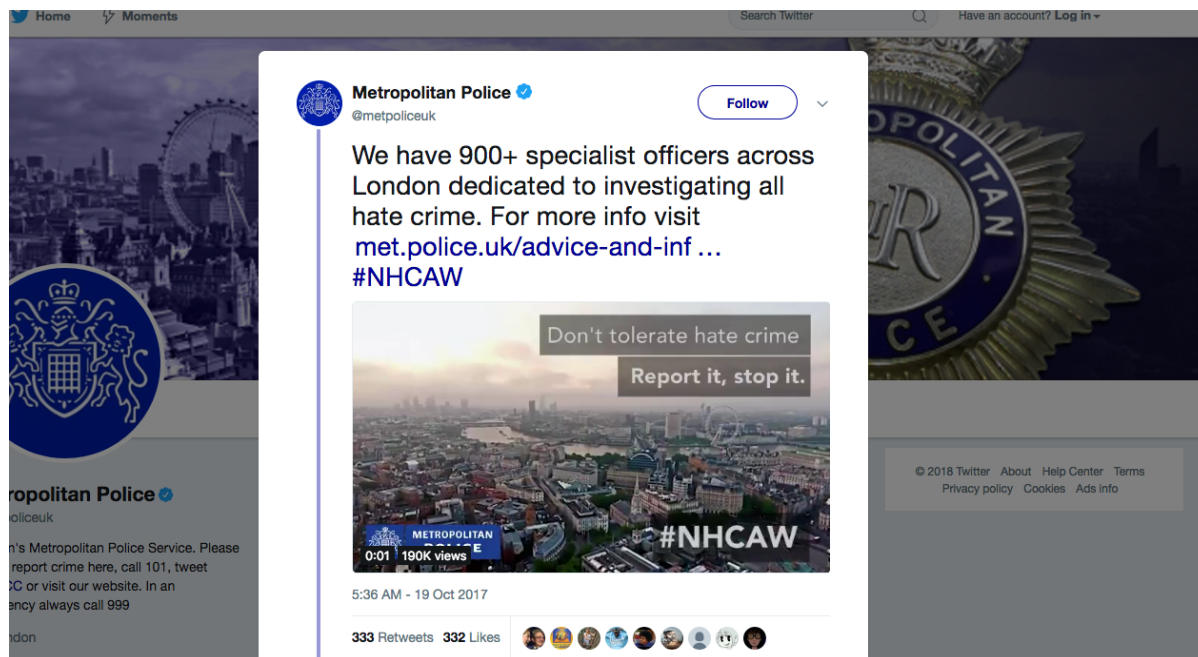 Home Moments Search Twitter Have an account? Log in
Metropolitan Police
@metpoliceuk
Follow
We have 900+ specialist officers across
London dedicated to investigating all
hate crime. For more info visit
met.police.uk/advice-and-inf …
#NHCAW
Don't tolerate hate crime
Report it, stop it.
METROPOLITAN
POLICE
#NHCAW
0:01 190K views
5:36 AM - 19 Oct 2017
333 Retweets 332 Likes
ropolitan Police
oliceuk
n's Metropolitan Police Service. Please
report crime here, call 101, tweet
CC or visit our website. In an
ency always call 999
ndon
OPOLITAN
R
CE
© 2018 Twitter About Help Center Terms
Privacy policy Cookies Ads info